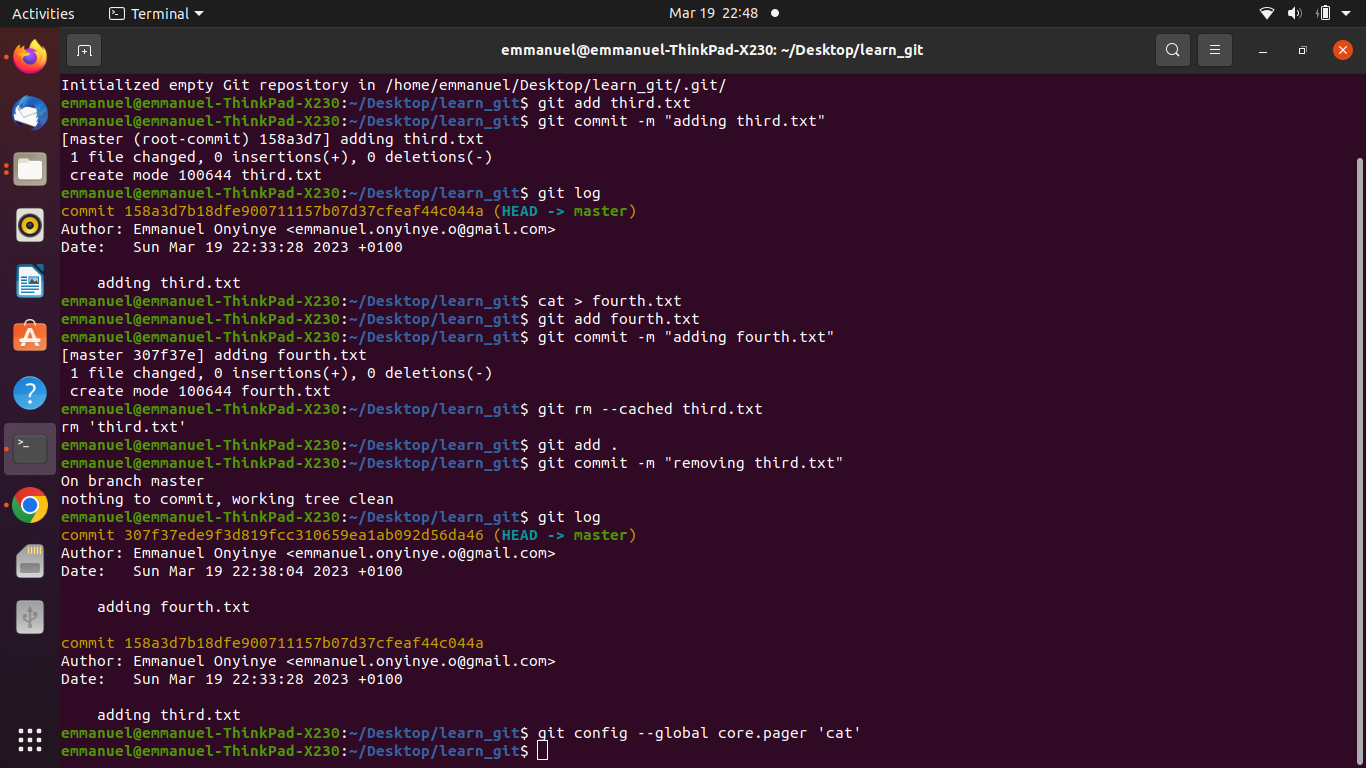 Activities
Terminal
Mar 19 22:48
emmanuel@emmanuel-ThinkPad-X230: ~/Desktop/learn_git
Initialized empty Git repository in /home/emmanuel/Desktop/learn_git/.git/
emmanuel@emmanuel-ThinkPad-X230:~/Desktop/learn_git$ git add third.txt
emmanuel@emmanuel-ThinkPad-X230:~/Desktop/learn_git$ git commit -m "adding third.txt"
[master (root-commit) 158a3d7] adding third.txt
 1 file changed, 0 insertions(+), 0 deletions(-)
 create mode 100644 third.txt
emmanuel@emmanuel-ThinkPad-X230:~/Desktop/learn_git$ git log
commit 158a3d7b18dfe900711157b07d37cfeaf44c044a (HEAD -> master)
Author: Emmanuel Onyinye <emmanuel.onyinye.o@gmail.com>
Date:   Sun Mar 19 22:33:28 2023 +0100
    adding third.txt
emmanuel@emmanuel-ThinkPad-X230:~/Desktop/learn_git$ cat > fourth.txt
emmanuel@emmanuel-ThinkPad-X230:~/Desktop/learn_git$ git add fourth.txt
emmanuel@emmanuel-ThinkPad-X230:~/Desktop/learn_git$ git commit -m "adding fourth.txt"
[master 307f37e] adding fourth.txt
 1 file changed, 0 insertions(+), 0 deletions(-)
 create mode 100644 fourth.txt
emmanuel@emmanuel-ThinkPad-X230:~/Desktop/learn_git$ git rm --cached third.txt
rm 'third.txt'
emmanuel@emmanuel-ThinkPad-X230:~/Desktop/learn_git$ git add .
emmanuel@emmanuel-ThinkPad-X230:~/Desktop/learn_git$ git commit -m "removing third.txt"
On branch master
nothing to commit, working tree clean
emmanuel@emmanuel-ThinkPad-X230:~/Desktop/learn_git$ git log
commit 307f37ede9f3d819fcc310659ea1ab092d56da46 (HEAD -> master)
Author: Emmanuel Onyinye <emmanuel.onyinye.o@gmail.com>
Date:   Sun Mar 19 22:38:04 2023 +0100
    adding fourth.txt
commit 158a3d7b18dfe900711157b07d37cfeaf44c044a
Author: Emmanuel Onyinye <emmanuel.onyinye.o@gmail.com>
Date:   Sun Mar 19 22:33:28 2023 +0100
    adding third.txt
emmanuel@emmanuel-ThinkPad-X230:~/Desktop/learn_git$ git config --global core.pager 'cat'
emmanuel@emmanuel-ThinkPad-X230:~/Desktop/learn_git$